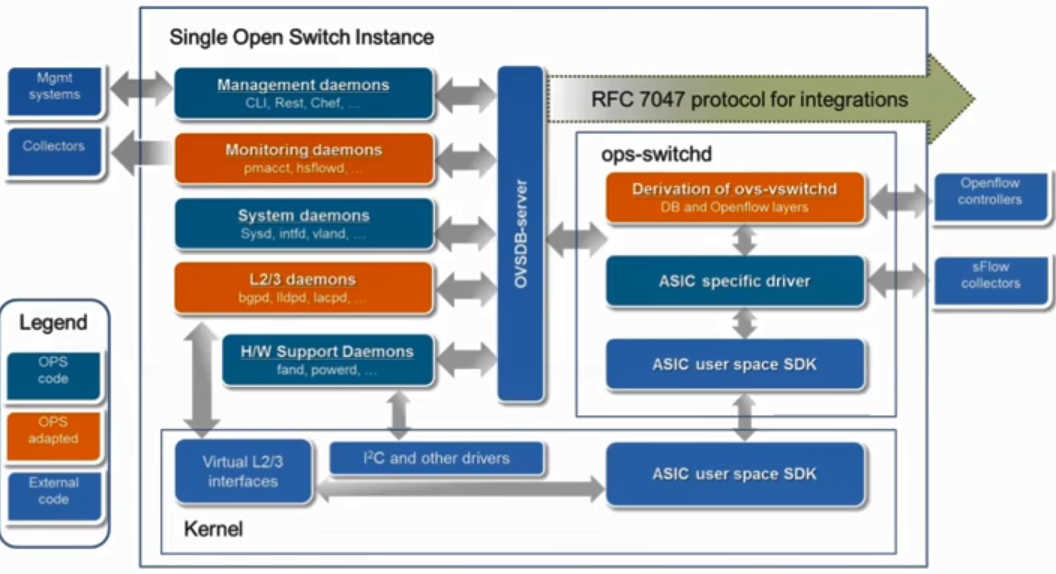 Single Open Switch Instance
Mgmt
systems
Collectors
Management daemons
CLI, Rest, Chef, ...
Monitoring daemons
pmacct, hsflowd, ...
System daemons
Sysd, intfd, vland, ...
L2/3 daemons
bgpd, lldpd, lacpd, ...
H/W Support Daemons
fand, powerd, ...
OVSDB-server
RFC 7047 protocol for integrations
ops-switchd
Derivation of ovs-vswitchd
DB and Openflow layers
ASIC specific driver
ASIC user space SDK
Openflow
controllers
sFlow
collectors
Legend
OPS
code
OPS
adapted
External
code
Virtual L2/3
interfaces
I²C and other drivers
ASIC user space SDK
Kernel